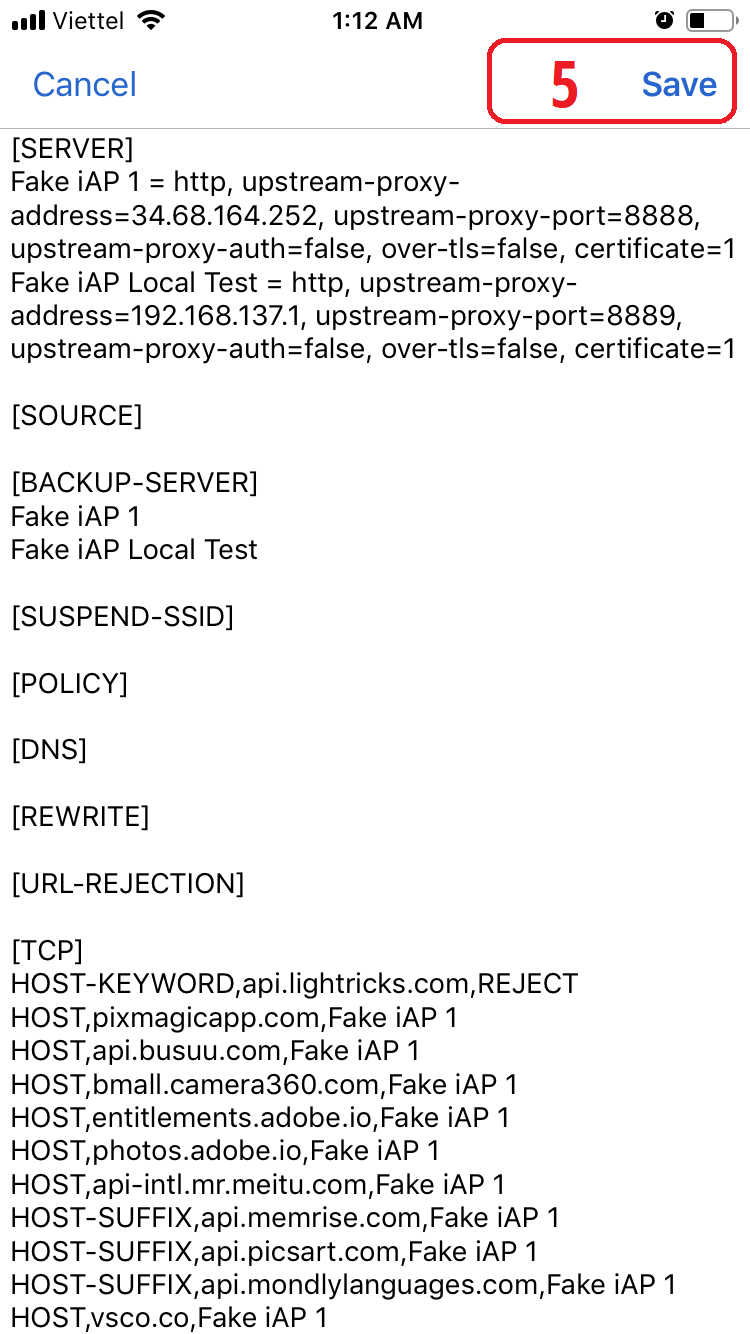 Viettel 1:12 AM
Cancel 5 Save
[SERVER]
Fake iAP 1 = http, upstream-proxy-
address=34.68.164.252, upstream-proxy-port=8888,
upstream-proxy-auth=false, over-tls=false, certificate=1
Fake iAP Local Test = http, upstream-proxy-
address=192.168.137.1, upstream-proxy-port=8889,
upstream-proxy-auth=false, over-tls=false, certificate=1
[SOURCE]
[BACKUP-SERVER]
Fake iAP 1
Fake iAP Local Test
[SUSPEND-SSID]
[POLICY]
[DNS]
[REWRITE]
[URL-REJECTION]
[TCP]
HOST-KEYWORD,api.lightricks.com,REJECT
HOST,pixmagicapp.com,Fake iAP 1
HOST,api.busuu.com,Fake iAP 1
HOST,bmall.camera360.com,Fake iAP 1
HOST,entitlements.adobe.io,Fake iAP 1
HOST,photos.adobe.io,Fake iAP 1
HOST,api-intl.mr.meitu.com,Fake iAP 1
HOST-SUFFIX,api.memrise.com,Fake iAP 1
HOST-SUFFIX,api.picsart.com,Fake iAP 1
HOST-SUFFIX,api.mondlylanguages.com,Fake iAP 1
HOST,vsco.co,Fake iAP 1